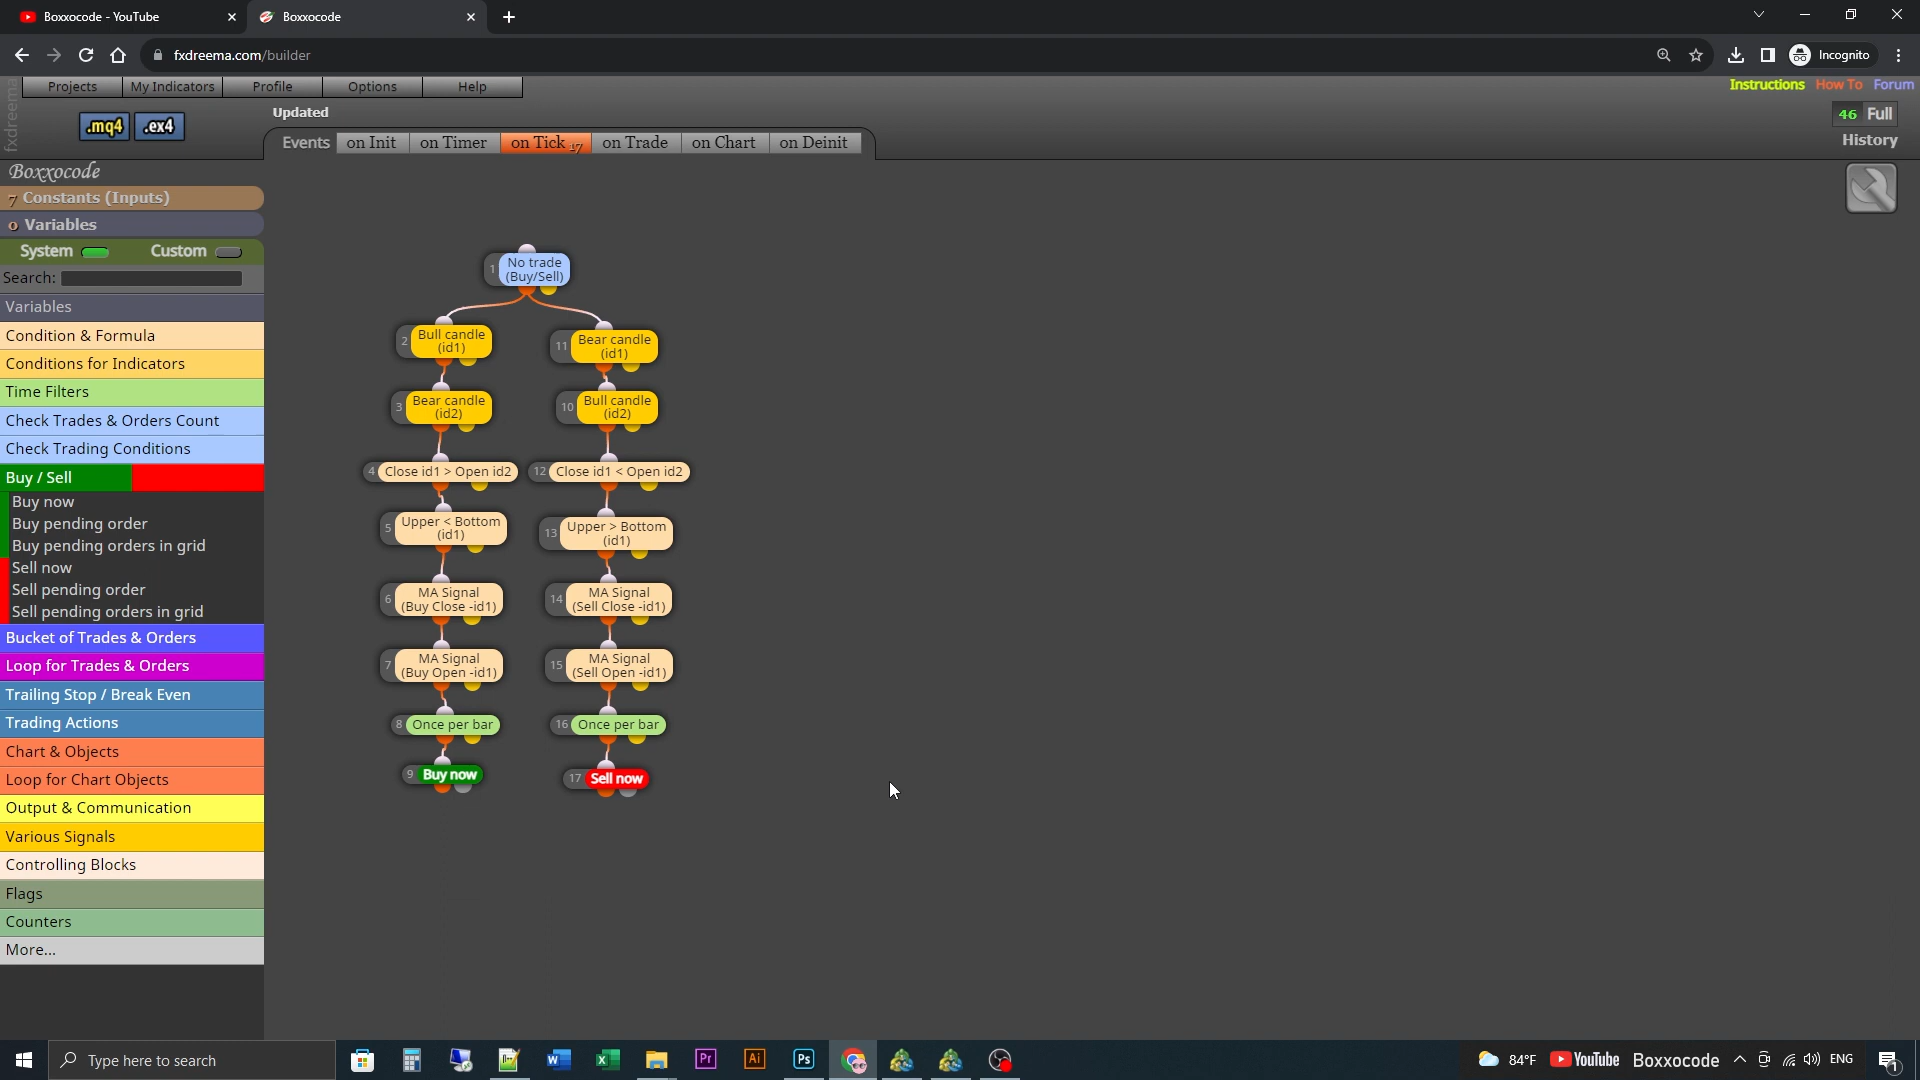 Boxxocode - YouTube
Boxxocode
fxdreema.com/builder
Incognito
Projects
My Indicators
Profile
Options
Help
Instructions
How To
Forum
fxdreema
.mq4
.ex4
Updated
46 Full
History
Events
on Init
on Timer
on Tick 17
on Trade
on Chart
on Deinit
Boxxocode
7 Constants (Inputs)
0 Variables
System
Custom
Search:
Variables
Condition & Formula
Conditions for Indicators
Time Filters
Check Trades & Orders Count
Check Trading Conditions
Buy / Sell
Buy now
Buy pending order
Buy pending orders in grid
Sell now
Sell pending order
Sell pending orders in grid
Bucket of Trades & Orders
Loop for Trades & Orders
Trailing Stop / Break Even
Trading Actions
Chart & Objects
Loop for Chart Objects
Output & Communication
Various Signals
Controlling Blocks
Flags
Counters
More...
1 No trade
(Buy/Sell)
2 Bull candle
(id1)
11 Bear candle
(id1)
3 Bear candle
(id2)
10 Bull candle
(id2)
4 Close id1 > Open id2
12 Close id1 < Open id2
5 Upper < Bottom
(id1)
13 Upper > Bottom
(id1)
6 MA Signal
(Buy Close -id1)
14 MA Signal
(Sell Close -id1)
7 MA Signal
(Buy Open -id1)
15 MA Signal
(Sell Open -id1)
8 Once per bar
16 Once per bar
9 Buy now
17 Sell now
Type here to search
Pr
Ai
Ps
84°F
YouTube
Boxxocode
ENG
1